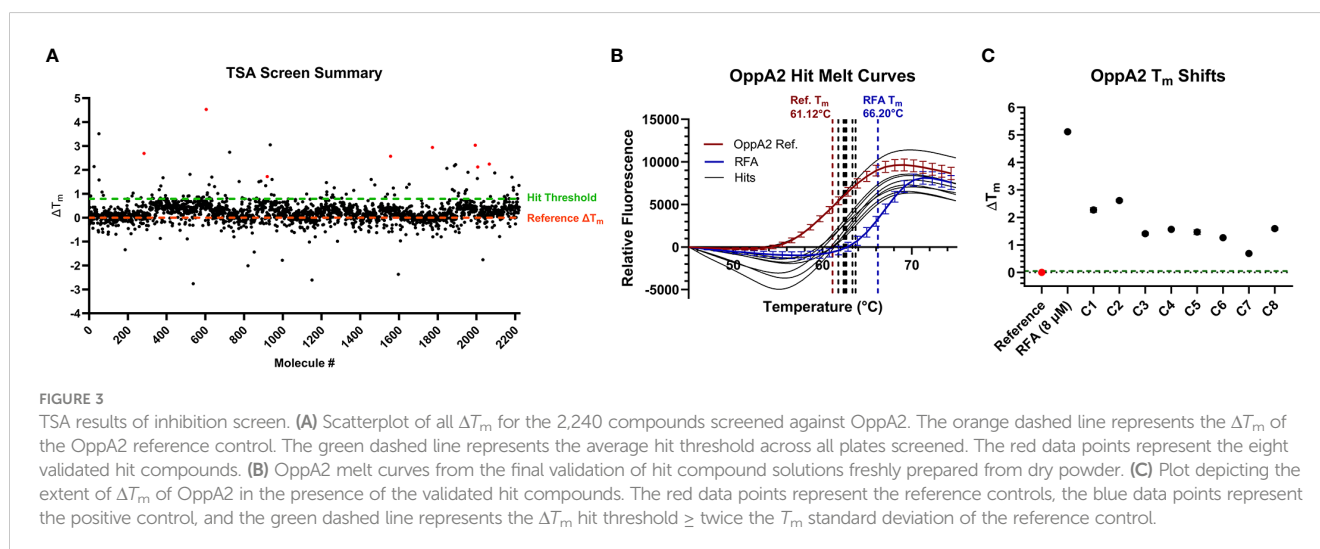 A
TSA Screen Summary
ΔTm
5
4
3
2
1
0
-1
-2
-3
-4
0
200
400
600
800
1000
1200
1400
1600
1800
2000
2200
Molecule #
Hit Threshold
Reference ΔTm
B
OppA2 Hit Melt Curves
Ref. Tm
61.12°C
RFA Tm
66.20°C
Relative Fluorescence
15000
10000
5000
0
-5000
OppA2 Ref.
RFA
Hits
50
60
70
Temperature (°C)
C
OppA2 Tm Shifts
ΔTm
6
5
4
3
2
1
0
Reference
RFA (8 μM)
C1
C2
C3
C4
C5
C6
C7
C8
FIGURE 3
TSA results of inhibition screen. (A) Scatterplot of all ΔTm for the 2,240 compounds screened against OppA2. The orange dashed line represents the ΔTm of
the OppA2 reference control. The green dashed line represents the average hit threshold across all plates screened. The red data points represent the eight
validated hit compounds. (B) OppA2 melt curves from the final validation of hit compound solutions freshly prepared from dry powder. (C) Plot depicting the
extent of ΔTm of OppA2 in the presence of the validated hit compounds. The red data points represent the reference controls, the blue data points represent
the positive control, and the green dashed line represents the ΔTm hit threshold ≥ twice the Tm standard deviation of the reference control.